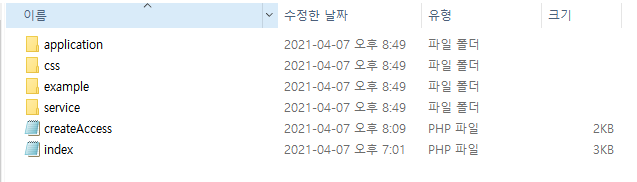 이름 수정한 날짜 유형 크기
application 2021-04-07 오후 8:49 파일 폴더
css 2021-04-07 오후 8:49 파일 폴더
example 2021-04-07 오후 8:49 파일 폴더
service 2021-04-07 오후 8:49 파일 폴더
createAccess 2021-04-07 오후 8:09 PHP 파일 2KB
index 2021-04-07 오후 7:01 PHP 파일 3KB